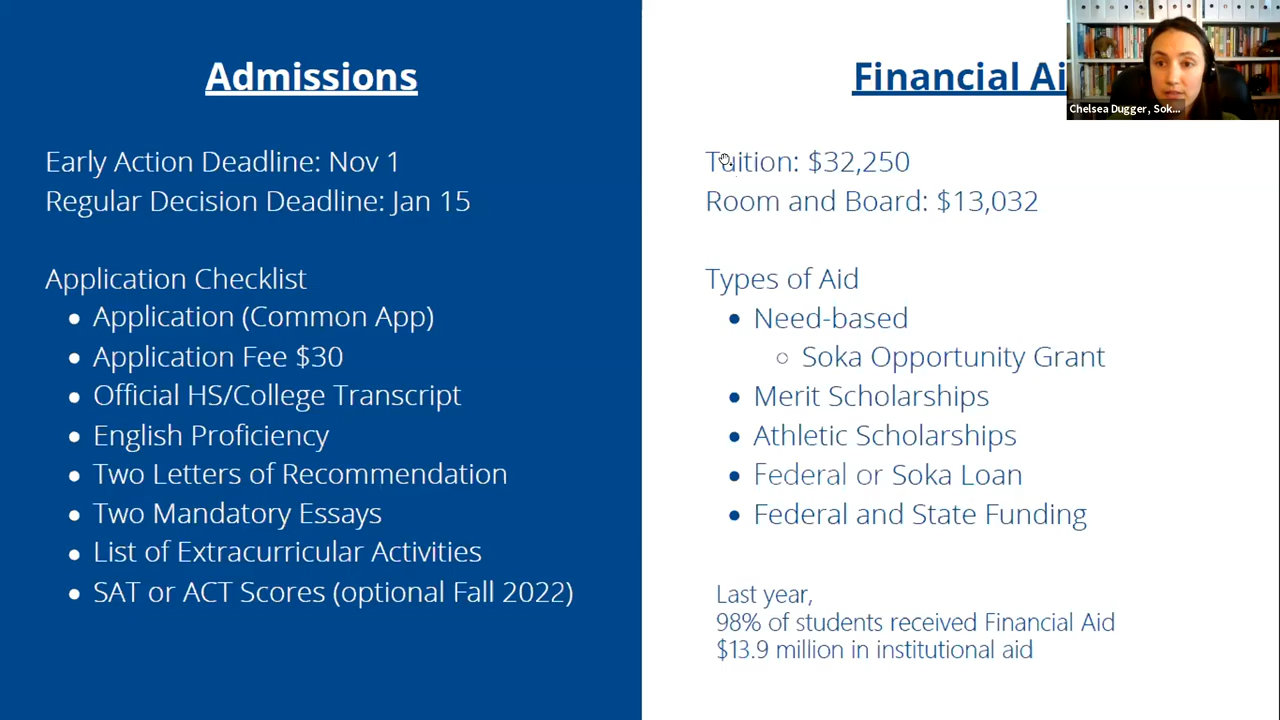 Admissions
Early Action Deadline: Nov 1
Regular Decision Deadline: Jan 15
Application Checklist
• Application (Common App)
• Application Fee $30
• Official HS/College Transcript
• English Proficiency
• Two Letters of Recommendation
• Two Mandatory Essays
• List of Extracurricular Activities
• SAT or ACT Scores (optional Fall 2022)
Financial Ai
Tuition: $32,250
Room and Board: $13,032
Types of Aid
• Need-based
○ Soka Opportunity Grant
• Merit Scholarships
• Athletic Scholarships
• Federal or Soka Loan
• Federal and State Funding
Last year,
98% of students received Financial Aid
$13.9 million in institutional aid
Chelsea Dugger, Sok...